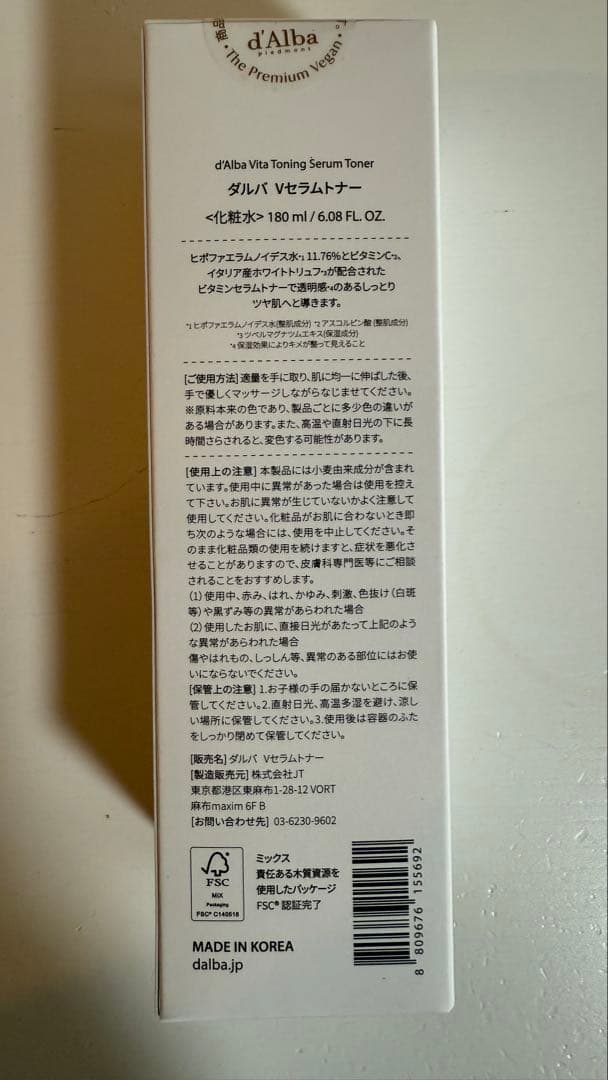 商品
d'Alba
piedmont
The Premium Vegan
d'Alba Vita Toning Serum Toner
ダルバ Vセラムトナー
<化粧水> 180 ml / 6.08 FL. OZ.
ヒポファエラムノイデス水*1 11.76%とビタミンC*2、
イタリア産ホワイトトリュフ*3が配合された
ビタミンセラムトナーで透明感*4のあるしっとり
ツヤ肌へと導きます。
*1 ヒポファエラムノイデス水(整肌成分) *2 アスコルビン酸 (整肌成分)
*3 ツベルマグナツムエキス(保湿成分)
*4 保湿効果によりキメが整って見えること
[ご使用方法] 適量を手に取り、肌に均一に伸ばした後、
手で優しくマッサージしながらなじませてください。
※原料本来の色であり、製品ごとに多少色の違いが
ある場合があります。また、高温や直射日光の下に長
時間さらされると、変色する可能性があります。
[使用上の注意] 本製品には小麦由来成分が含まれ
ています。使用中に異常があった場合は使用を控え
て下さい。お肌に異常が生じていないかよく注意して
使用してください。化粧品がお肌に合わないとき即
ち次のような場合には、使用を中止してください。そ
のまま化粧品類の使用を続けますと、症状を悪化さ
せることがありますので、皮膚科専門医等にご相談
されることをおすすめします。
(1) 使用中、赤み、はれ、かゆみ、刺激、色抜け (白斑
等) や黒ずみ等の異常があらわれた場合
(2) 使用したお肌に、直接日光があたって上記のよう
な異常があらわれた場合
傷やはれもの、しっしん等、異常のある部位にはお使
いにならないでください。
[保管上の注意] 1.お子様の手の届かないところに保
管してください。2.直射日光、高温多湿を避け、涼し
い場所に保管してください。3.使用後は容器のふた
をしっかり閉めて保管してください。
[販売名] ダルバ Vセラムトナー
[製造販売元] 株式会社JT
東京都港区東麻布1-28-12 VORT
麻布maxim 6F B
[お問い合わせ先] 03-6230-9602
FSC
MIX
Packaging
FSC® C140516
ミックス
責任ある木質資源を
使用したパッケージ
FSC® 認証完了
8 809676 155692
MADE IN KOREA
dalba.jp